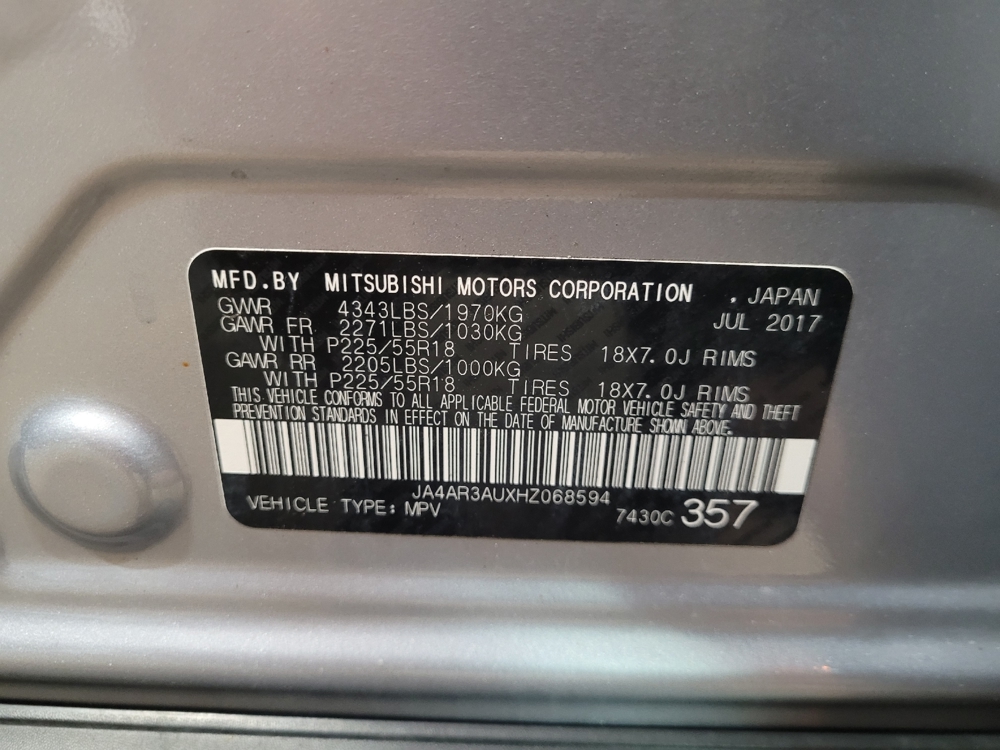 MFD.BY MITSUBISHI MOTORS CORPORATION . JAPAN
GVWR 4343LBS/1970KG JUL 2017
GAWR FR 2271LBS/1030KG
WITH P225/55R18 TIRES 18X7.0J RIMS
GAWR RR 2205LBS/1000KG
WITH P225/55R18 TIRES 18X7.0J RIMS
THIS VEHICLE CONFORMS TO ALL APPLICABLE FEDERAL MOTOR VEHICLE SAFETY AND THEFT
PREVENTION STANDARDS IN EFFECT ON THE DATE OF MANUFACTURE SHOWN ABOVE.
JA4AR3AUXHZ068594
VEHICLE TYPE: MPV 7430C 357